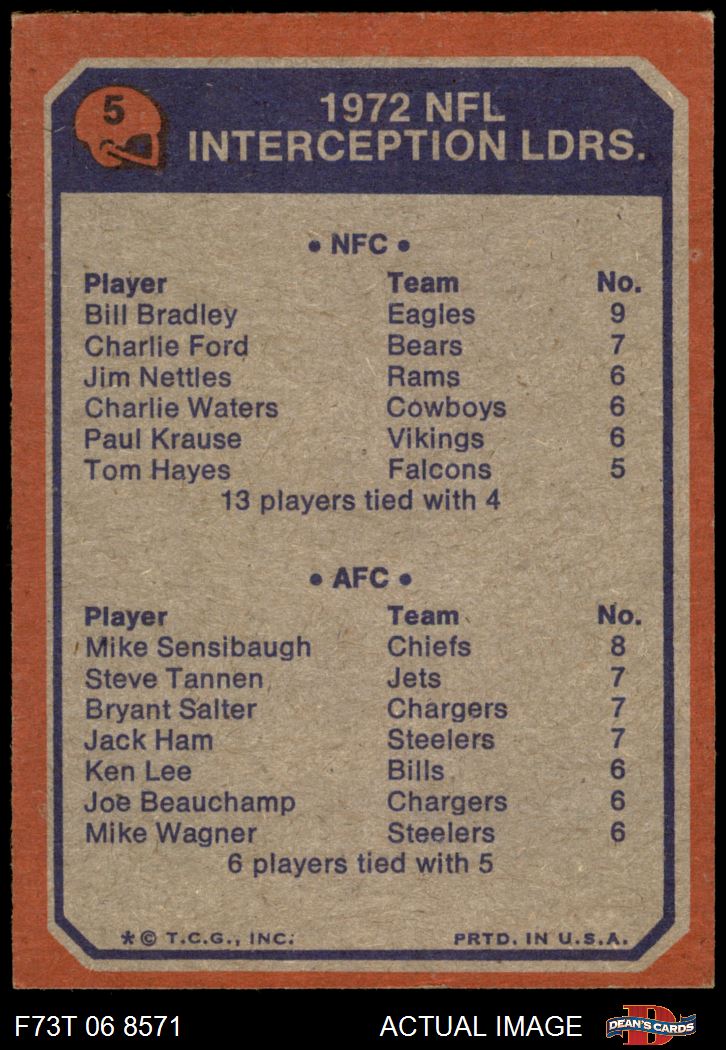 5
1972 NFL
INTERCEPTION LDRS.
• NFC •
Player Team No.
Bill Bradley Eagles 9
Charlie Ford Bears 7
Jim Nettles Rams 6
Charlie Waters Cowboys 6
Paul Krause Vikings 6
Tom Hayes Falcons 5
13 players tied with 4
• AFC •
Player Team No.
Mike Sensibaugh Chiefs 8
Steve Tannen Jets 7
Bryant Salter Chargers 7
Jack Ham Steelers 7
Ken Lee Bills 6
Joe Beauchamp Chargers 6
Mike Wagner Steelers 6
6 players tied with 5
* © T.C.G., INC. PRTD. IN U.S.A.
F73T 06 8571 ACTUAL IMAGE D DEAN'S CARDS